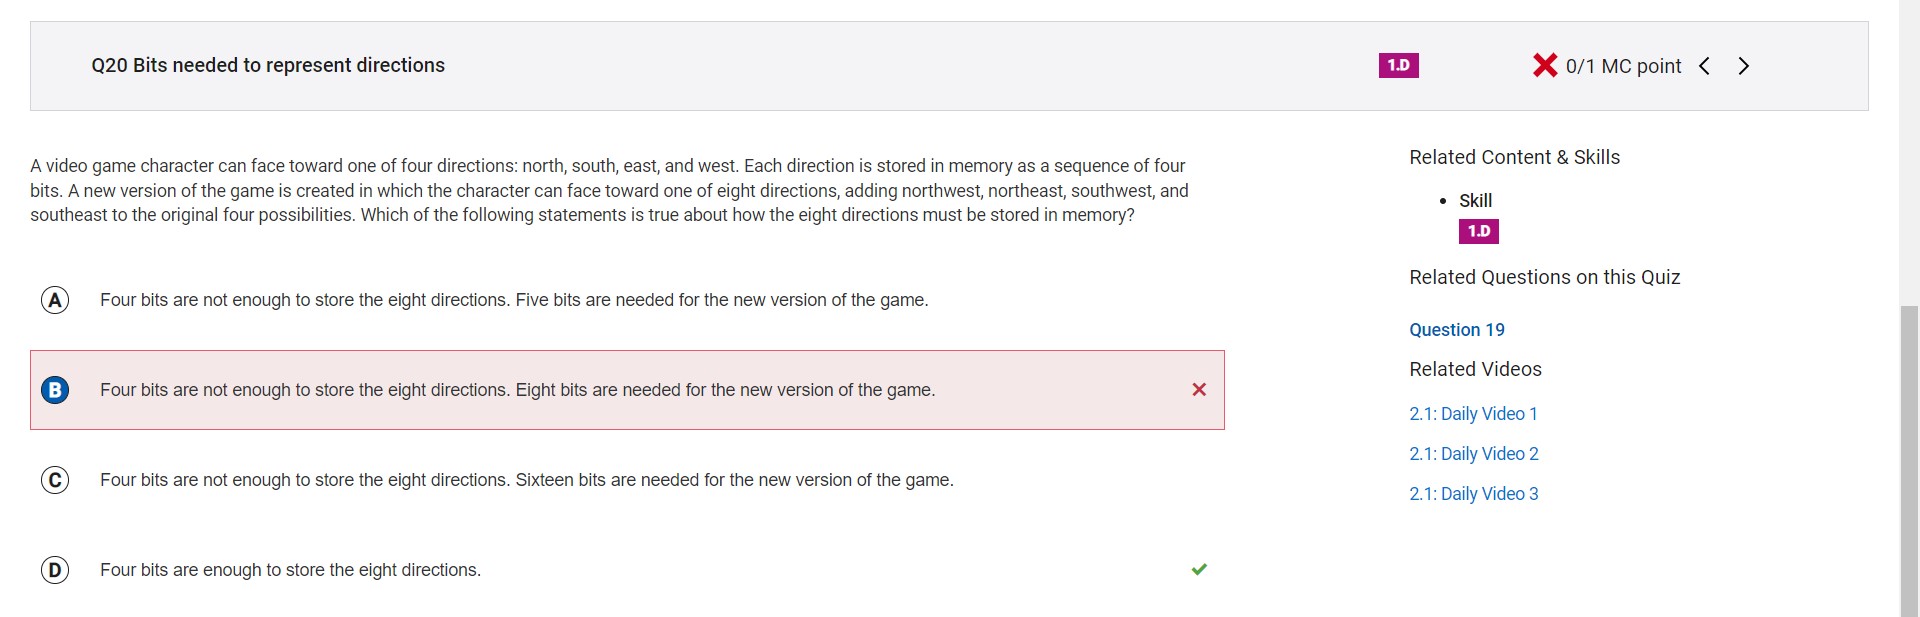 Q20 Bits needed to represent directions
1.D
0/1 MC point
A video game character can face toward one of four directions: north, south, east, and west. Each direction is stored in memory as a sequence of four
bits. A new version of the game is created in which the character can face toward one of eight directions, adding northwest, northeast, southwest, and
southeast to the original four possibilities. Which of the following statements is true about how the eight directions must be stored in memory?
A Four bits are not enough to store the eight directions. Five bits are needed for the new version of the game.
B Four bits are not enough to store the eight directions. Eight bits are needed for the new version of the game.
C Four bits are not enough to store the eight directions. Sixteen bits are needed for the new version of the game.
D Four bits are enough to store the eight directions.
Related Content & Skills
• Skill
1.D
Related Questions on this Quiz
Question 19
Related Videos
2.1: Daily Video 1
2.1: Daily Video 2
2.1: Daily Video 3